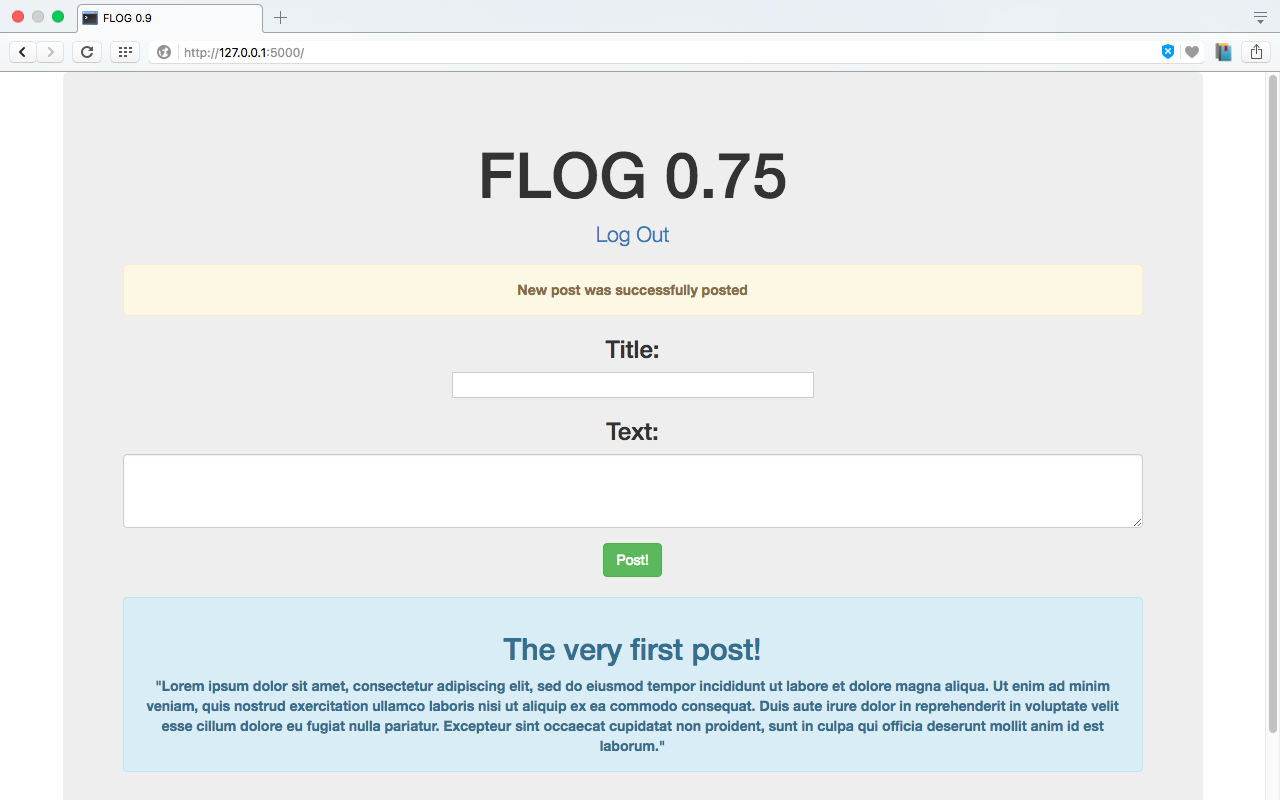 FLOG 0.9
http://127.0.0.1:5000/
FLOG 0.75
Log Out
New post was successfully posted
Title:
Text:
Post!
The very first post!
"Lorem ipsum dolor sit amet, consectetur adipiscing elit, sed do eiusmod tempor incididunt ut labore et dolore magna aliqua. Ut enim ad minim
veniam, quis nostrud exercitation ullamco laboris nisi ut aliquip ex ea commodo consequat. Duis aute irure dolor in reprehenderit in voluptate velit
esse cillum dolore eu fugiat nulla pariatur. Excepteur sint occaecat cupidatat non proident, sunt in culpa qui officia deserunt mollit anim id est
laborum."